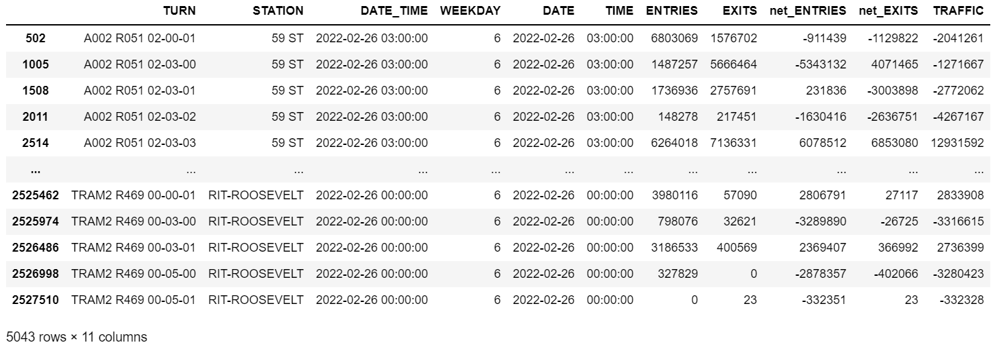 TURN STATION DATE_TIME WEEKDAY DATE TIME ENTRIES EXITS net_ENTRIES net_EXITS TRAFFIC
502 A002 R051 02-00-01 59 ST 2022-02-26 03:00:00 6 2022-02-26 03:00:00 6803069 1576702 -911439 -1129822 -2041261
1005 A002 R051 02-03-00 59 ST 2022-02-26 03:00:00 6 2022-02-26 03:00:00 1487257 5666464 -5343132 4071465 -1271667
1508 A002 R051 02-03-01 59 ST 2022-02-26 03:00:00 6 2022-02-26 03:00:00 1736936 2757691 231836 -3003898 -2772062
2011 A002 R051 02-03-02 59 ST 2022-02-26 03:00:00 6 2022-02-26 03:00:00 148278 217451 -1630416 -2636751 -4267167
2514 A002 R051 02-03-03 59 ST 2022-02-26 03:00:00 6 2022-02-26 03:00:00 6264018 7136331 6078512 6853080 12931592
... ... ... ... ... ... ... ... ... ... ... ...
2525462 TRAM2 R469 00-00-01 RIT-ROOSEVELT 2022-02-26 00:00:00 6 2022-02-26 00:00:00 3980116 57090 2806791 27117 2833908
2525974 TRAM2 R469 00-03-00 RIT-ROOSEVELT 2022-02-26 00:00:00 6 2022-02-26 00:00:00 798076 32621 -3289890 -26725 -3316615
2526486 TRAM2 R469 00-03-01 RIT-ROOSEVELT 2022-02-26 00:00:00 6 2022-02-26 00:00:00 3186533 400569 2369407 366992 2736399
2526998 TRAM2 R469 00-05-00 RIT-ROOSEVELT 2022-02-26 00:00:00 6 2022-02-26 00:00:00 327829 0 -2878357 -402066 -3280423
2527510 TRAM2 R469 00-05-01 RIT-ROOSEVELT 2022-02-26 00:00:00 6 2022-02-26 00:00:00 0 23 -332351 23 -332328
5043 rows × 11 columns